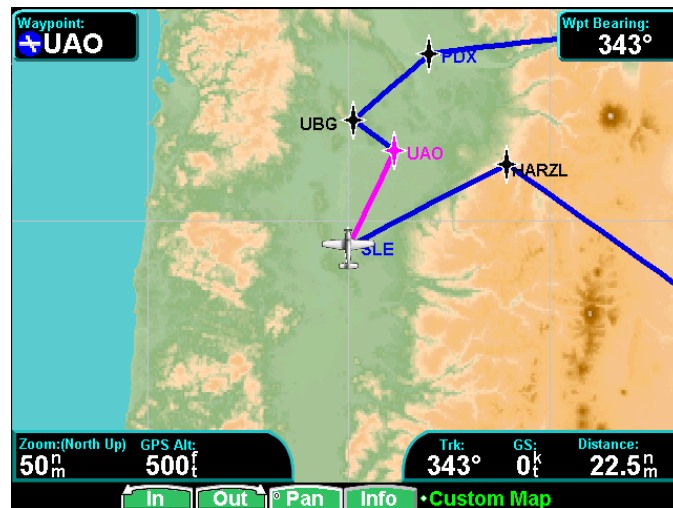 Waypoint:
UAO
Wpt Bearing:
343°
PDX
UBG
UAO
HARZL
SLE
Zoom:(North Up) GPS Alt:
50nm 500ft
Trk: GS: Distance:
343° 0kt 22.5nm
In Out Pan Info Custom Map